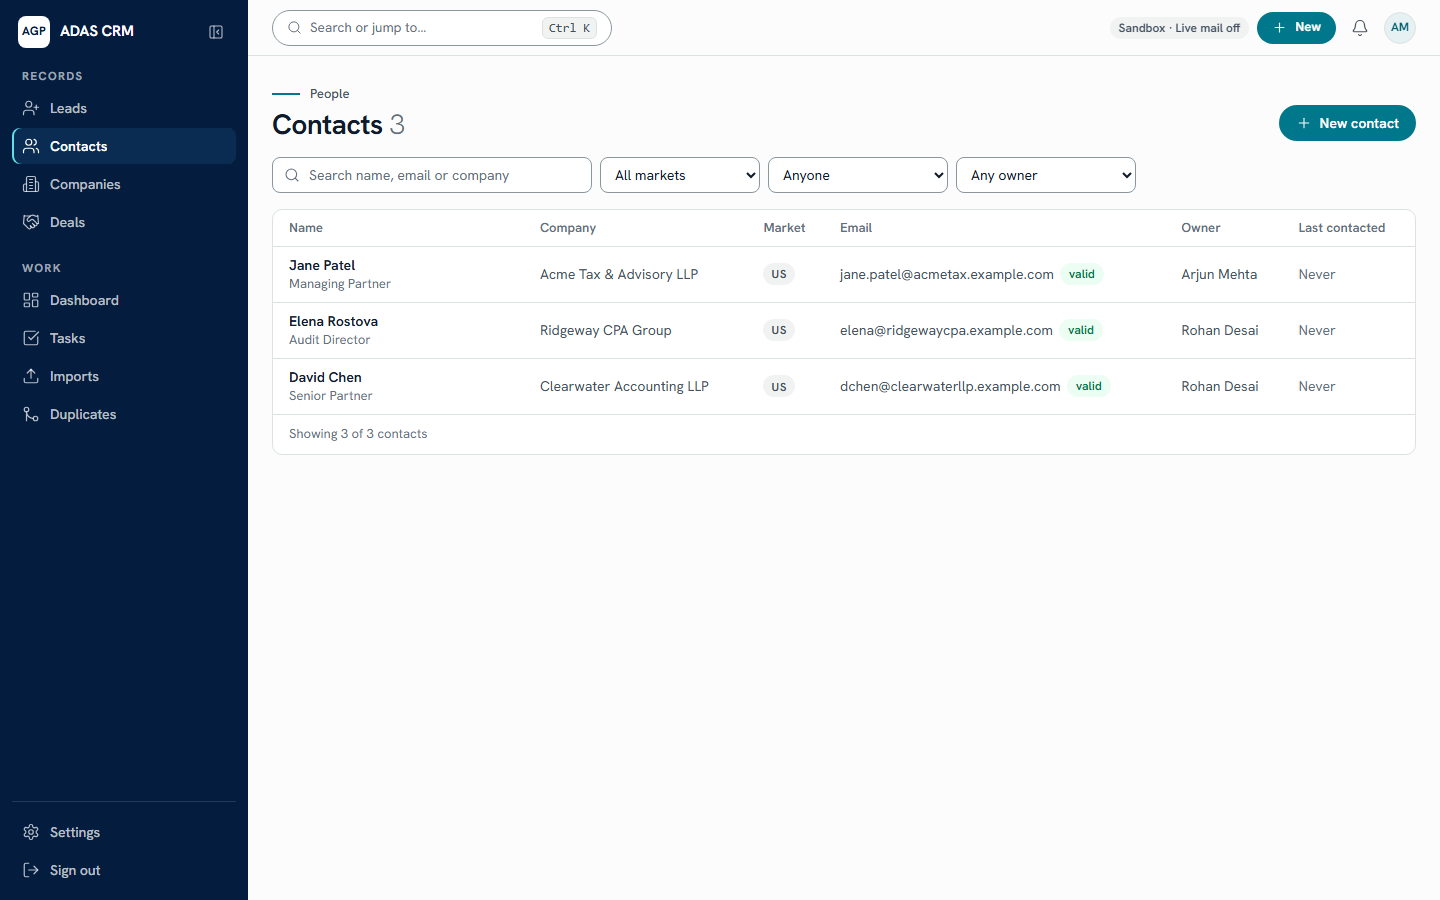 AGP ADAS CRM
RECORDS
Leads
Contacts
Companies
Deals
WORK
Dashboard
Tasks
Imports
Duplicates
Settings
Sign out
Search or jump to... Ctrl K
Sandbox · Live mail off
+ New
AM
People
Contacts 3
+ New contact
Search name, email or company
All markets
Anyone
Any owner
Name Company Market Email Owner Last contacted
Jane Patel
Managing Partner
Acme Tax & Advisory LLP US jane.patel@acmetax.example.com valid Arjun Mehta Never
Elena Rostova
Audit Director
Ridgeway CPA Group US elena@ridgewaycpa.example.com valid Rohan Desai Never
David Chen
Senior Partner
Clearwater Accounting LLP US dchen@clearwaterllp.example.com valid Rohan Desai Never
Showing 3 of 3 contacts